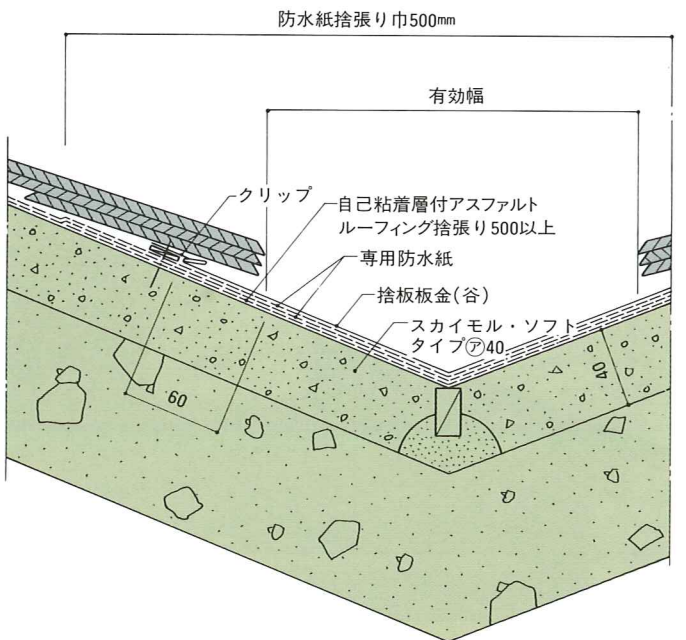 防水紙捨張り巾500mm
有効幅
クリップ
自己粘着層付アスファルト
ルーフィング捨張り500以上
専用防水紙
捨板板金(谷)
スカイモル・ソフト
タイプ㋐40
40
60